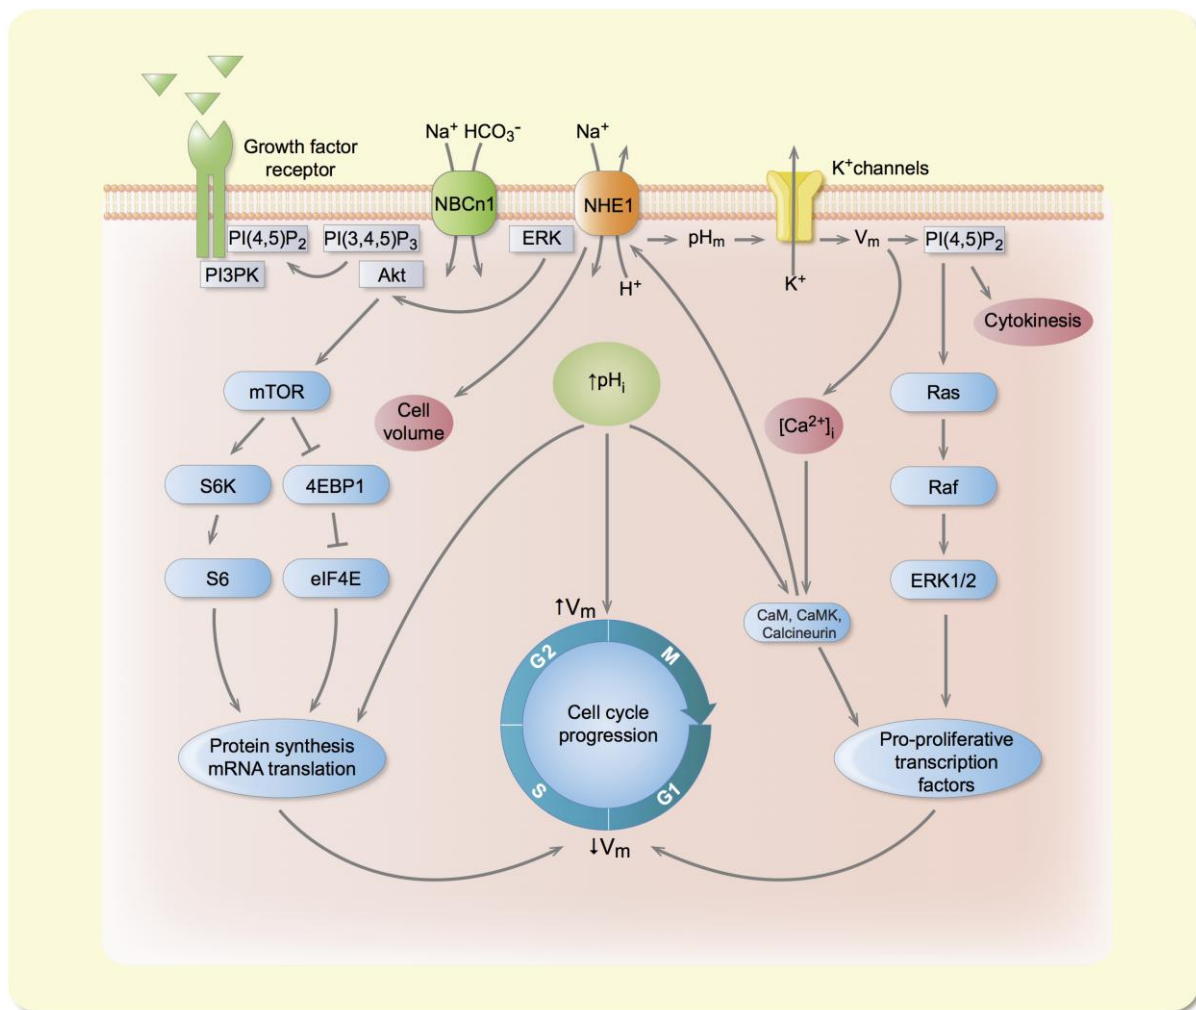 Growth factor
receptor
Na⁺ HCO₃⁻
NBCn1
Na⁺
NHE1
K⁺channels
PI(4,5)P₂
PI(3,4,5)P₃
PI3PK
Akt
ERK
H⁺
pHₘ
K⁺
Vₘ
PI(4,5)P₂
Cytokinesis
mTOR
Cell
volume
↑pHᵢ
[Ca²⁺]ᵢ
Ras
S6K
4EBP1
Raf
S6
eIF4E
ERK1/2
CaM, CaMK,
Calcineurin
↑Vₘ
G2
M
Cell cycle
progression
S
G1
↓Vₘ
Protein synthesis
mRNA translation
Pro-proliferative
transcription
factors